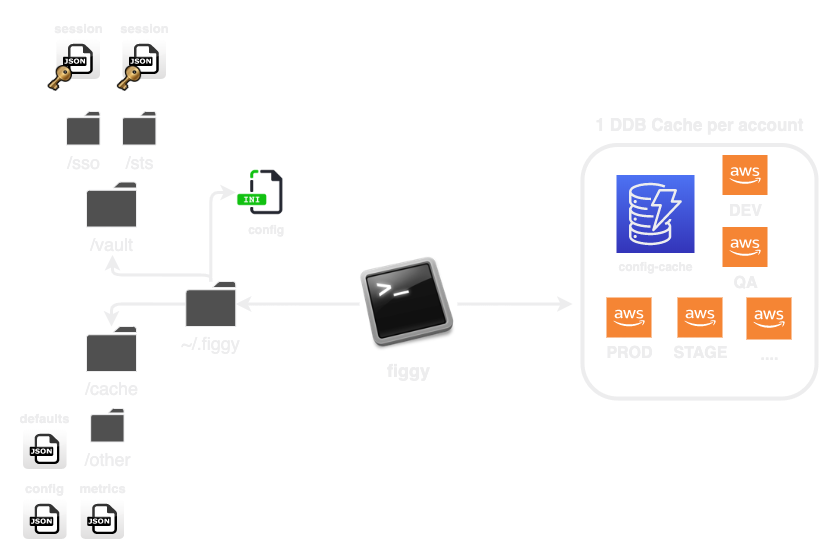 session
session
JSON
JSON
/sso
/sts
/vault
INI
config
~/.figgy
/cache
defaults
JSON
/other
config
metrics
JSON
JSON
>_
figgy
1 DDB Cache per account
config-cache
aws
DEV
aws
QA
aws
PROD
aws
STAGE
aws
....